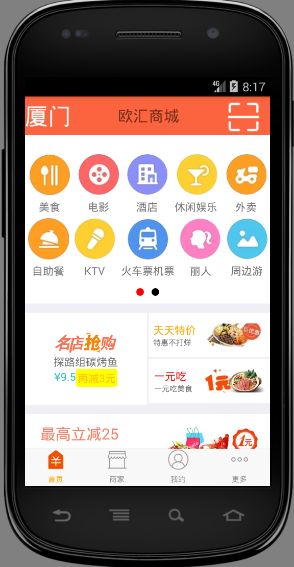 8:17
厦门
欧汇商城
美食
电影
酒店
休闲娱乐
外卖
自助餐
KTV
火车票机票
丽人
周边游
名店抢购
探路组碳烤鱼
¥9.5 再减3元
天天特价
特惠不打烊
一元吃
一元吃美食
1元
最高立减25
1元
首页
商家
我的
更多